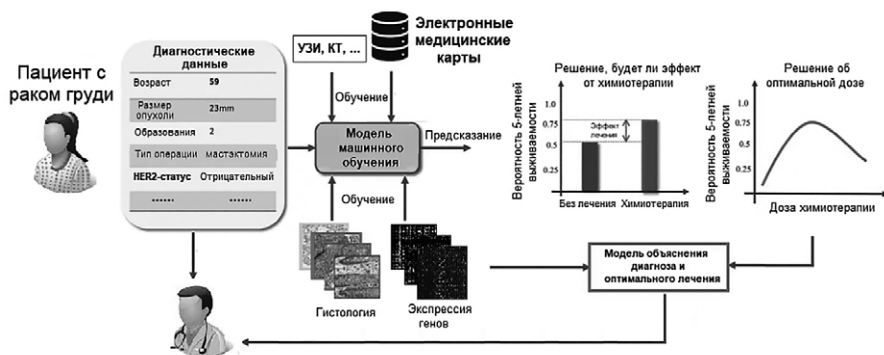 Пациент с
раком груди
Диагностические
данные
Возраст 59
Размер
опухоли 23mm
Образования 2
Тип операции мастэктомия
HER2-статус Отрицательный
...... ......
УЗИ, КТ, ...
Электронные
медицинские
карты
Обучение
Модель
машинного
обучения
Предсказание
Обучение
Гистология
Экспрессия
генов
Решение, будет ли эффект
от химиотерапии
Вероятность 5-летней
выживаемости
1.0
0.75
0.5
0.25
Эффект
лечения
Без лечения Химиотерапия
Решение об
оптимальной дозе
Вероятность 5-летней
выживаемости
1.0
0.75
0.5
0.25
Доза химиотерапии
Модель объяснения
диагноза и
оптимального лечения